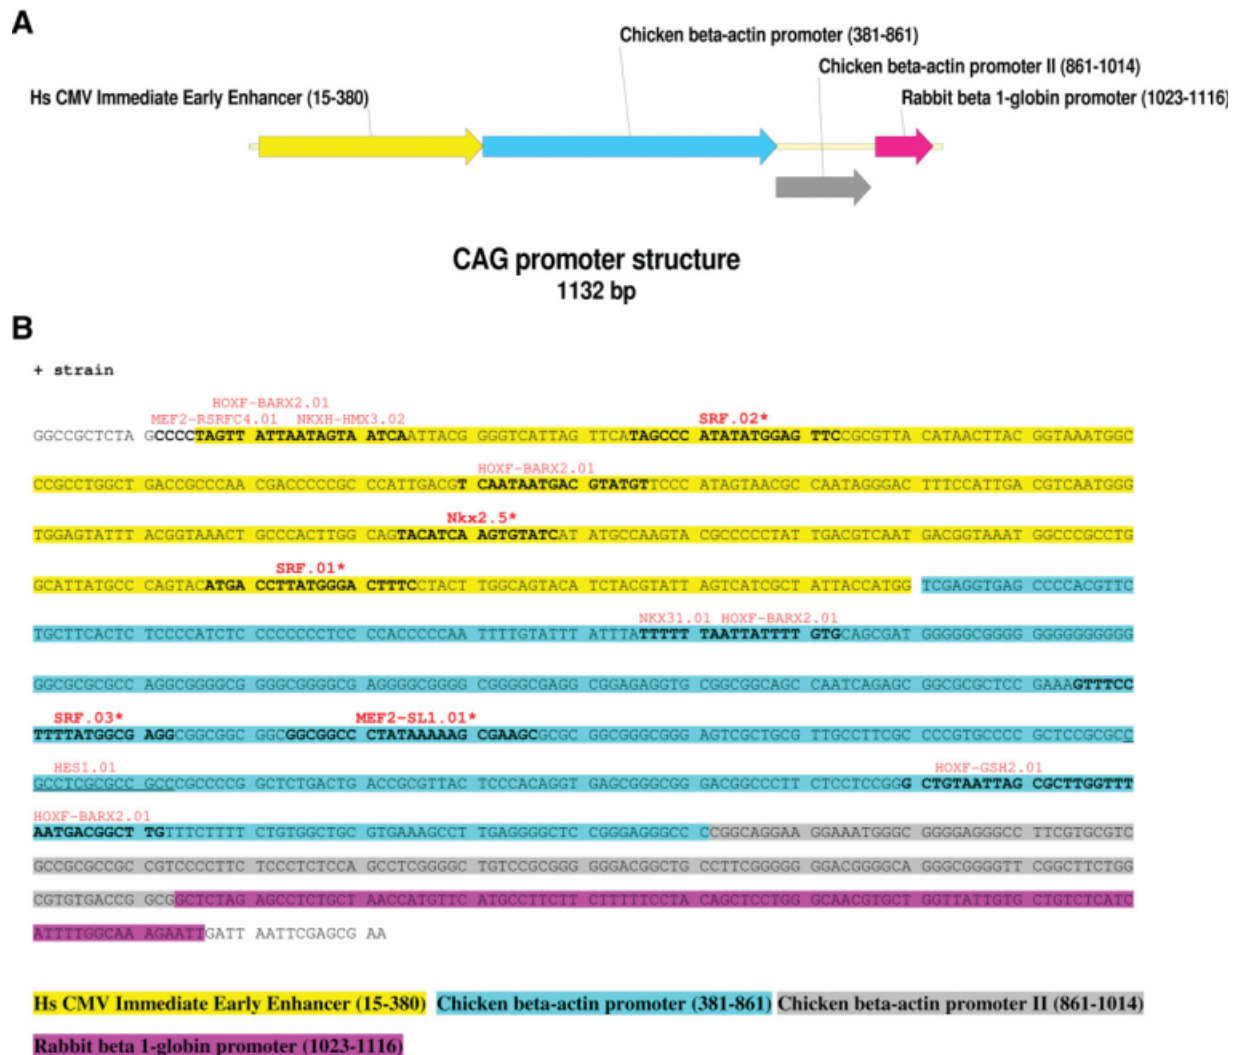 A
Chicken beta-actin promoter (381-861)
Chicken beta-actin promoter II (861-1014)
Hs CMV Immediate Early Enhancer (15-380)
Rabbit beta 1-globin promoter (1023-1116)
CAG promoter structure
1132 bp
B
+ strain
HOXF-BARX2.01
MEF2-RSRFC4.01 NKXH-HMX3.02 SRF.02*
GGCCGCTCTA GCCCCTAGTT ATTAATAGTA ATCAATTACG GGGTCATTAG TTCATAGCCC ATATATGGAG TTCCGCGTTA CATAACTTAC GGTAAATGGC
HOXF-BARX2.01
CCGCCTGGCT GACCGCCCAA CGACCCCCGC CCATTGACGT CAATAATGAC GTATGTTCCC ATAGTAACGC CAATAGGGAC TTTCCATTGA CGTCAATGGG
Nkx2.5*
TGGAGTATTT ACGGTAAACT GCCCACTTGG CAGTACATCA AGTGTATCAT ATGCCAAGTA CGCCCCCTAT TGACGTCAAT GACGGTAAAT GGCCCGCCTG
SRF.01*
GCATTATGCC CAGTACATGA CCTTATGGGA CTTTCCTACT TGGCAGTACA TCTACGTATT AGTCATCGCT ATTACCATGG TCGAGGTGAG CCCCACGTTC
NKX31.01 HOXF-BARX2.01
TGCTTCACTC TCCCCATCTC CCCCCCCTCC CCACCCCCAA TTTTGTATTT ATTTATTTTT TAATTATTTT GTGCAGCGAT GGGGGCGGGG GGGGGGGGGG
GGCGCGCGCC AGGCGGGGCG GGGCGGGGCG AGGGGCGGGG CGGGGCGAGG CGGAGAGGTG CGGCGGCAGC CAATCAGAGC GGCGCGCTCC GAAAGTTTCC
SRF.03* MEF2-SL1.01*
TTTTATGGCG AGGCGGCGGC GGCGGCGGCC CTATAAAAAG CGAAGCGCGC GGCGGGCGGG AGTCGCTGCG TTGCCTTCGC CCCGTGCCCC GCTCCGCGCC
HES1.01 HOXF-GSH2.01
GCCTCGCGCC GCCCGCCCCG GCTCTGACTG ACCGCGTTAC TCCCACAGGT GAGCGGGCGG GACGGCCCTT CTCCTCCGGG CTGTAATTAG CGCTTGGTTT
HOXF-BARX2.01
AATGACGGCT TGTTTCTTTT CTGTGGCTGC GTGAAAGCCT TGAGGGGCTC CGGGAGGGCC CCCGGCAGGAA GGAAATGGGC GGGGAGGGCC TTCGTGCGTC
GCCGCGCCGC CGTCCCCTTC TCCCTCTCCA GCCTCGGGGC TGTCCGCGGG GGGACGGCTG CCTTCGGGGG GGACGGGGCA GGGCGGGGTT CGGCTTCTGG
CGTGTGACCG GCGGCTCTAG AGCCTCTGCT AACCATGTTC ATGCCTTCTT CTTTTTCCTA CAGCTCCTGG GCAACGTGCT GGTTATTGTG CTGTCTCATC
ATTTTGGCAA AGAATTGATT AATTCGAGCG AA
Hs CMV Immediate Early Enhancer (15-380) Chicken beta-actin promoter (381-861) Chicken beta-actin promoter II (861-1014)
Rabbit beta 1-globin promoter (1023-1116)